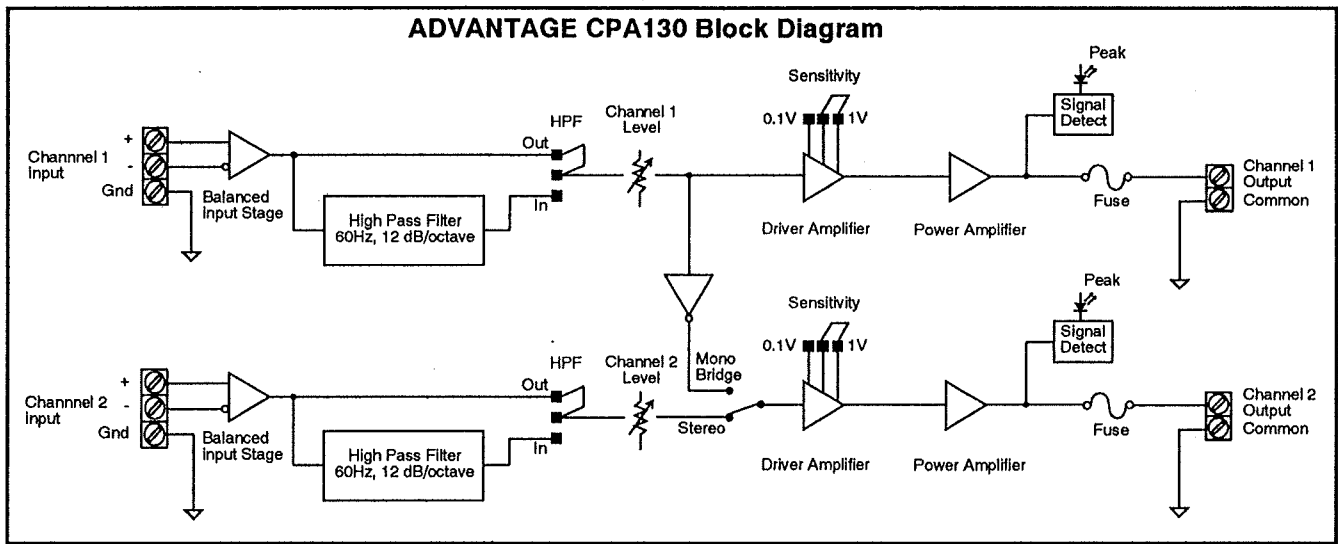 ADVANTAGE CPA130 Block Diagram
Peak
Sensitivity
Signal
Detect
0.1V
1V
Channel 1
Level
HPF
Out
+
-
Gnd
Channnel 1
Input
Balanced
Input Stage
High Pass Filter
60Hz, 12 dB/octave
In
Driver Amplifier
Power Amplifier
Fuse
Channel 1
Output
Common
Peak
Sensitivity
Signal
Detect
0.1V
1V
Mono
Bridge
Channel 2
Level
HPF
Out
+
-
Gnd
Channnel 2
Input
Balanced
Input Stage
High Pass Filter
60Hz, 12 dB/octave
In
Stereo
Driver Amplifier
Power Amplifier
Fuse
Channel 2
Output
Common